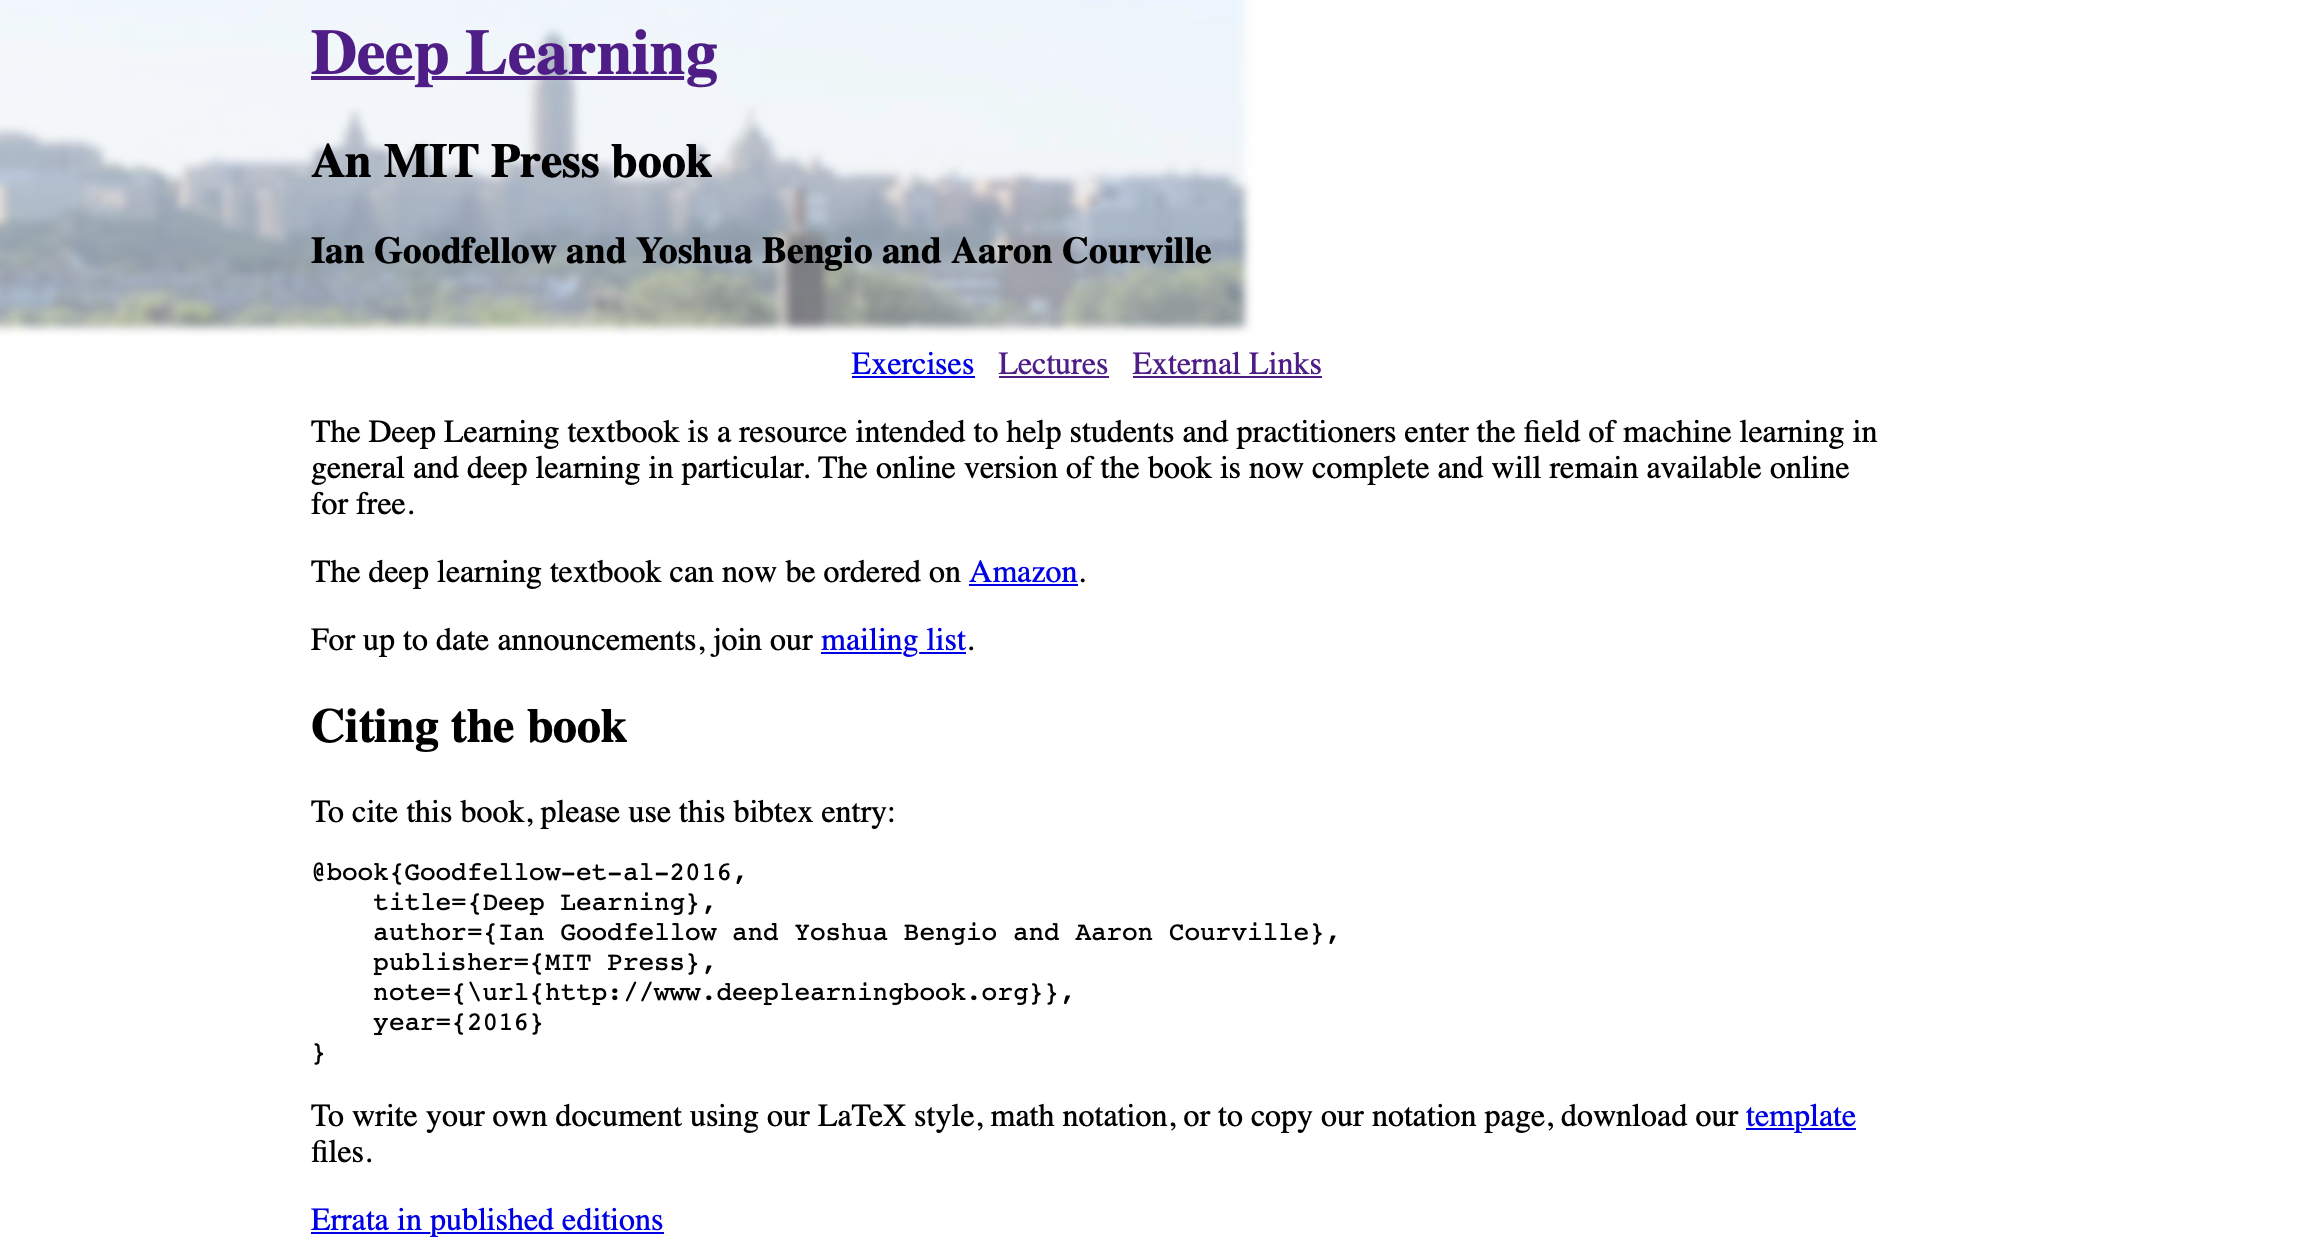 Deep Learning
An MIT Press book
Ian Goodfellow and Yoshua Bengio and Aaron Courville
Exercises Lectures External Links
The Deep Learning textbook is a resource intended to help students and practitioners enter the field of machine learning in
general and deep learning in particular. The online version of the book is now complete and will remain available online
for free.
The deep learning textbook can now be ordered on Amazon.
For up to date announcements, join our mailing list.
Citing the book
To cite this book, please use this bibtex entry:
@book{Goodfellow-et-al-2016,
    title={Deep Learning},
    author={Ian Goodfellow and Yoshua Bengio and Aaron Courville},
    publisher={MIT Press},
    note={\url{http://www.deeplearningbook.org}},
    year={2016}
}
To write your own document using our LaTeX style, math notation, or to copy our notation page, download our template
files.
Errata in published editions